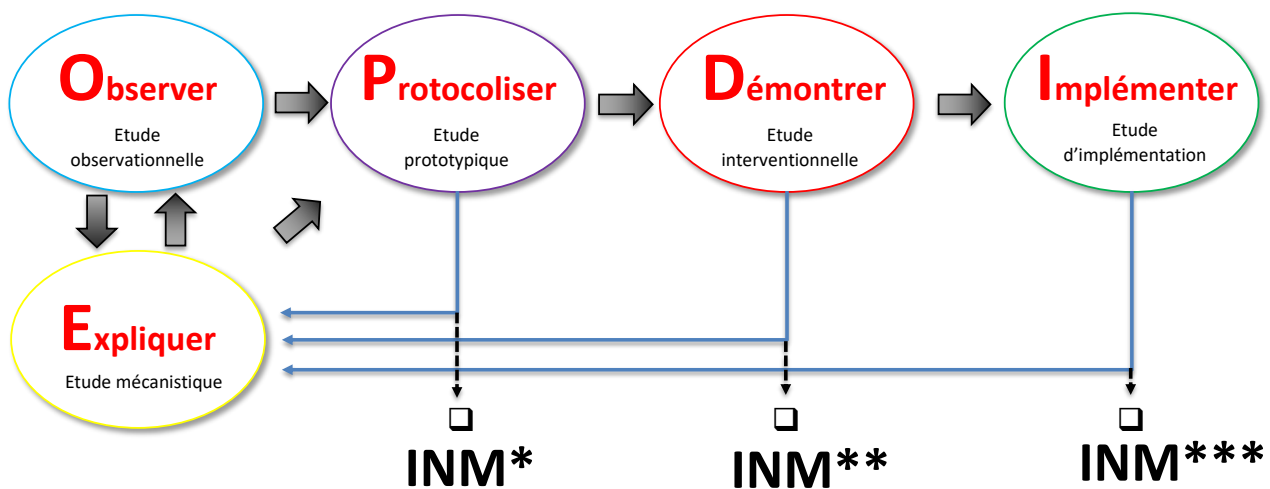 Observer
Etude
observationnelle
Protocoliser
Etude
prototypique
Démontrer
Etude
interventionnelle
Implémenter
Etude
d’implémentation
Expliquer
Etude mécanistique
❑
INM*
❑
INM**
❑
INM***